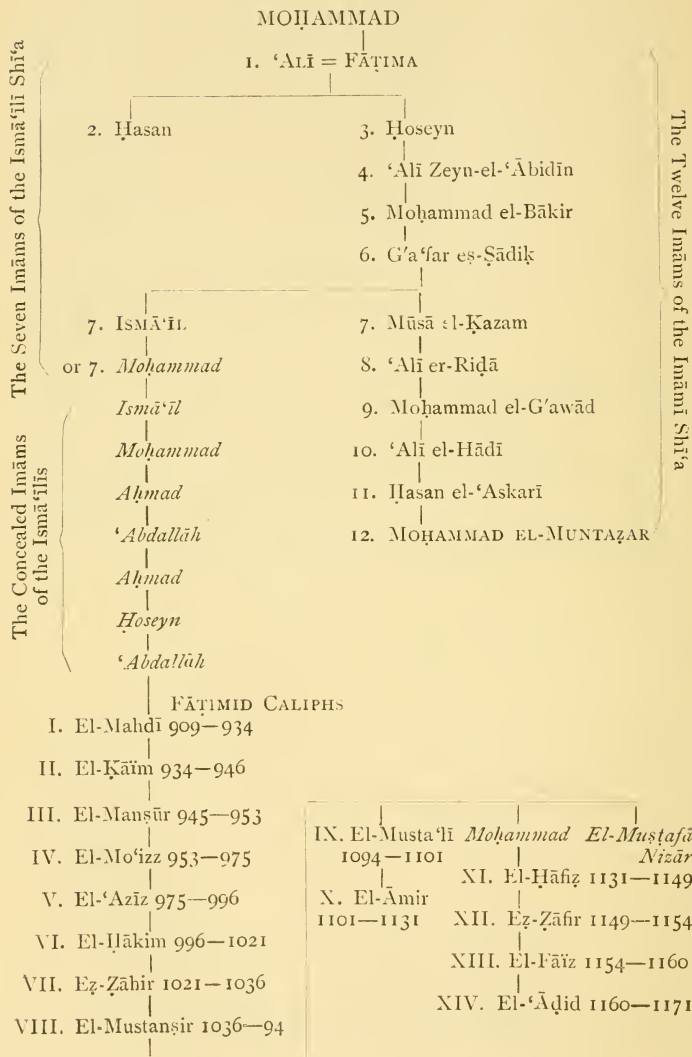 MOḤAMMAD
1. ‘ALĪ = FĀṬIMA
2. Ḥasan
3. Ḥoseyn
4. ‘Alī Zeyn-el-‘Ābidīn
5. Moḥammad el-Bākir
6. G'a‘far eṣ-Ṣādiḳ
7. ISMĀ‘ĪL
7. Mūsā el-Ḳazam
or 7. Moḥammad
8. ‘Alī er-Riḍā
Ismā‘īl
9. Moḥammad el-G'awād
Moḥammad
10. ‘Alī el-Hādī
Aḥmad
11. Ḥasan el-‘Askarī
‘Abdallāh
12. MOḤAMMAD EL-MUNTAẒAR
Aḥmad
Ḥoseyn
‘Abdallāh
The Seven Imāms of the Ismā‘īlī Shī‘a
The Concealed Imāms
of the Ismā‘īlīs
The Twelve Imāms of the Imāmī Shī‘a
FĀṬIMID CALIPHS
I. El-Mahdī 909—934
II. El-Ḳāïm 934—946
III. El-Manṣūr 945—953
IV. El-Mo‘izz 953—975
V. El-‘Azīz 975—996
VI. El-Ḥākim 996—1021
VII. Eẓ-Ẓāhir 1021—1036
VIII. El-Mustanṣir 1036—94
IX. El-Musta‘lī Moḥammad El-Muṣṭafā
1094—1101 Nizār
XI. El-Ḥāfiẓ 1131—1149
X. El-Āmir
1101—1131 XII. Eẓ-Ẓāfir 1149—1154
XIII. El-Fāïz 1154—1160
XIV. El-‘Āḍid 1160—1171